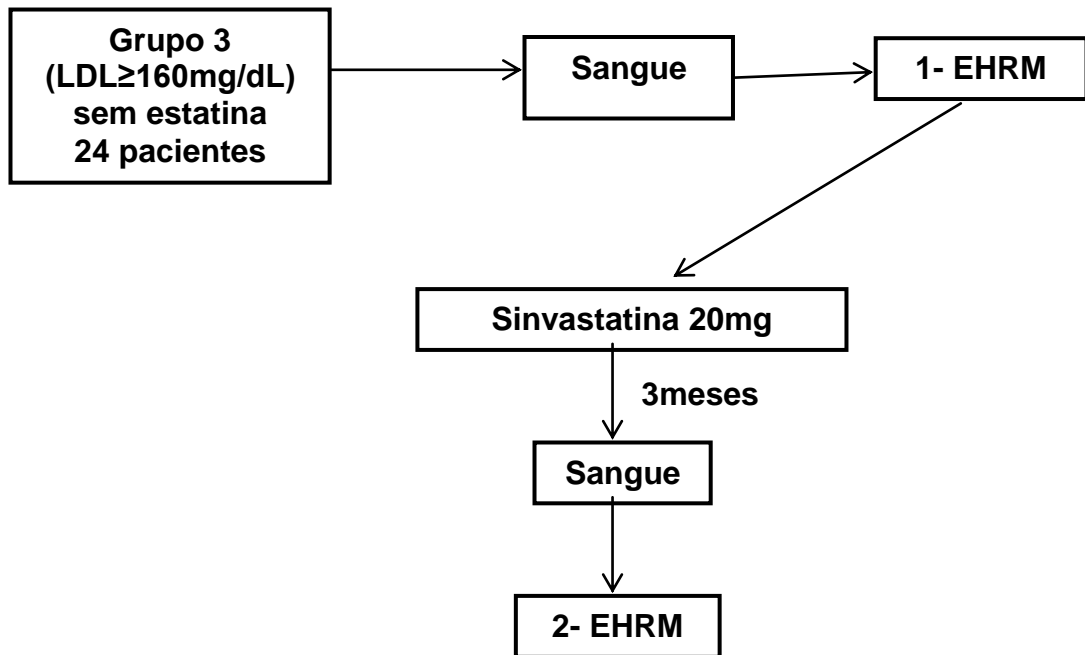 Grupo 3
(LDL≥160mg/dL)
sem estatina
24 pacientes
Sangue
1- EHRM
Sinvastatina 20mg
3meses
Sangue
2- EHRM